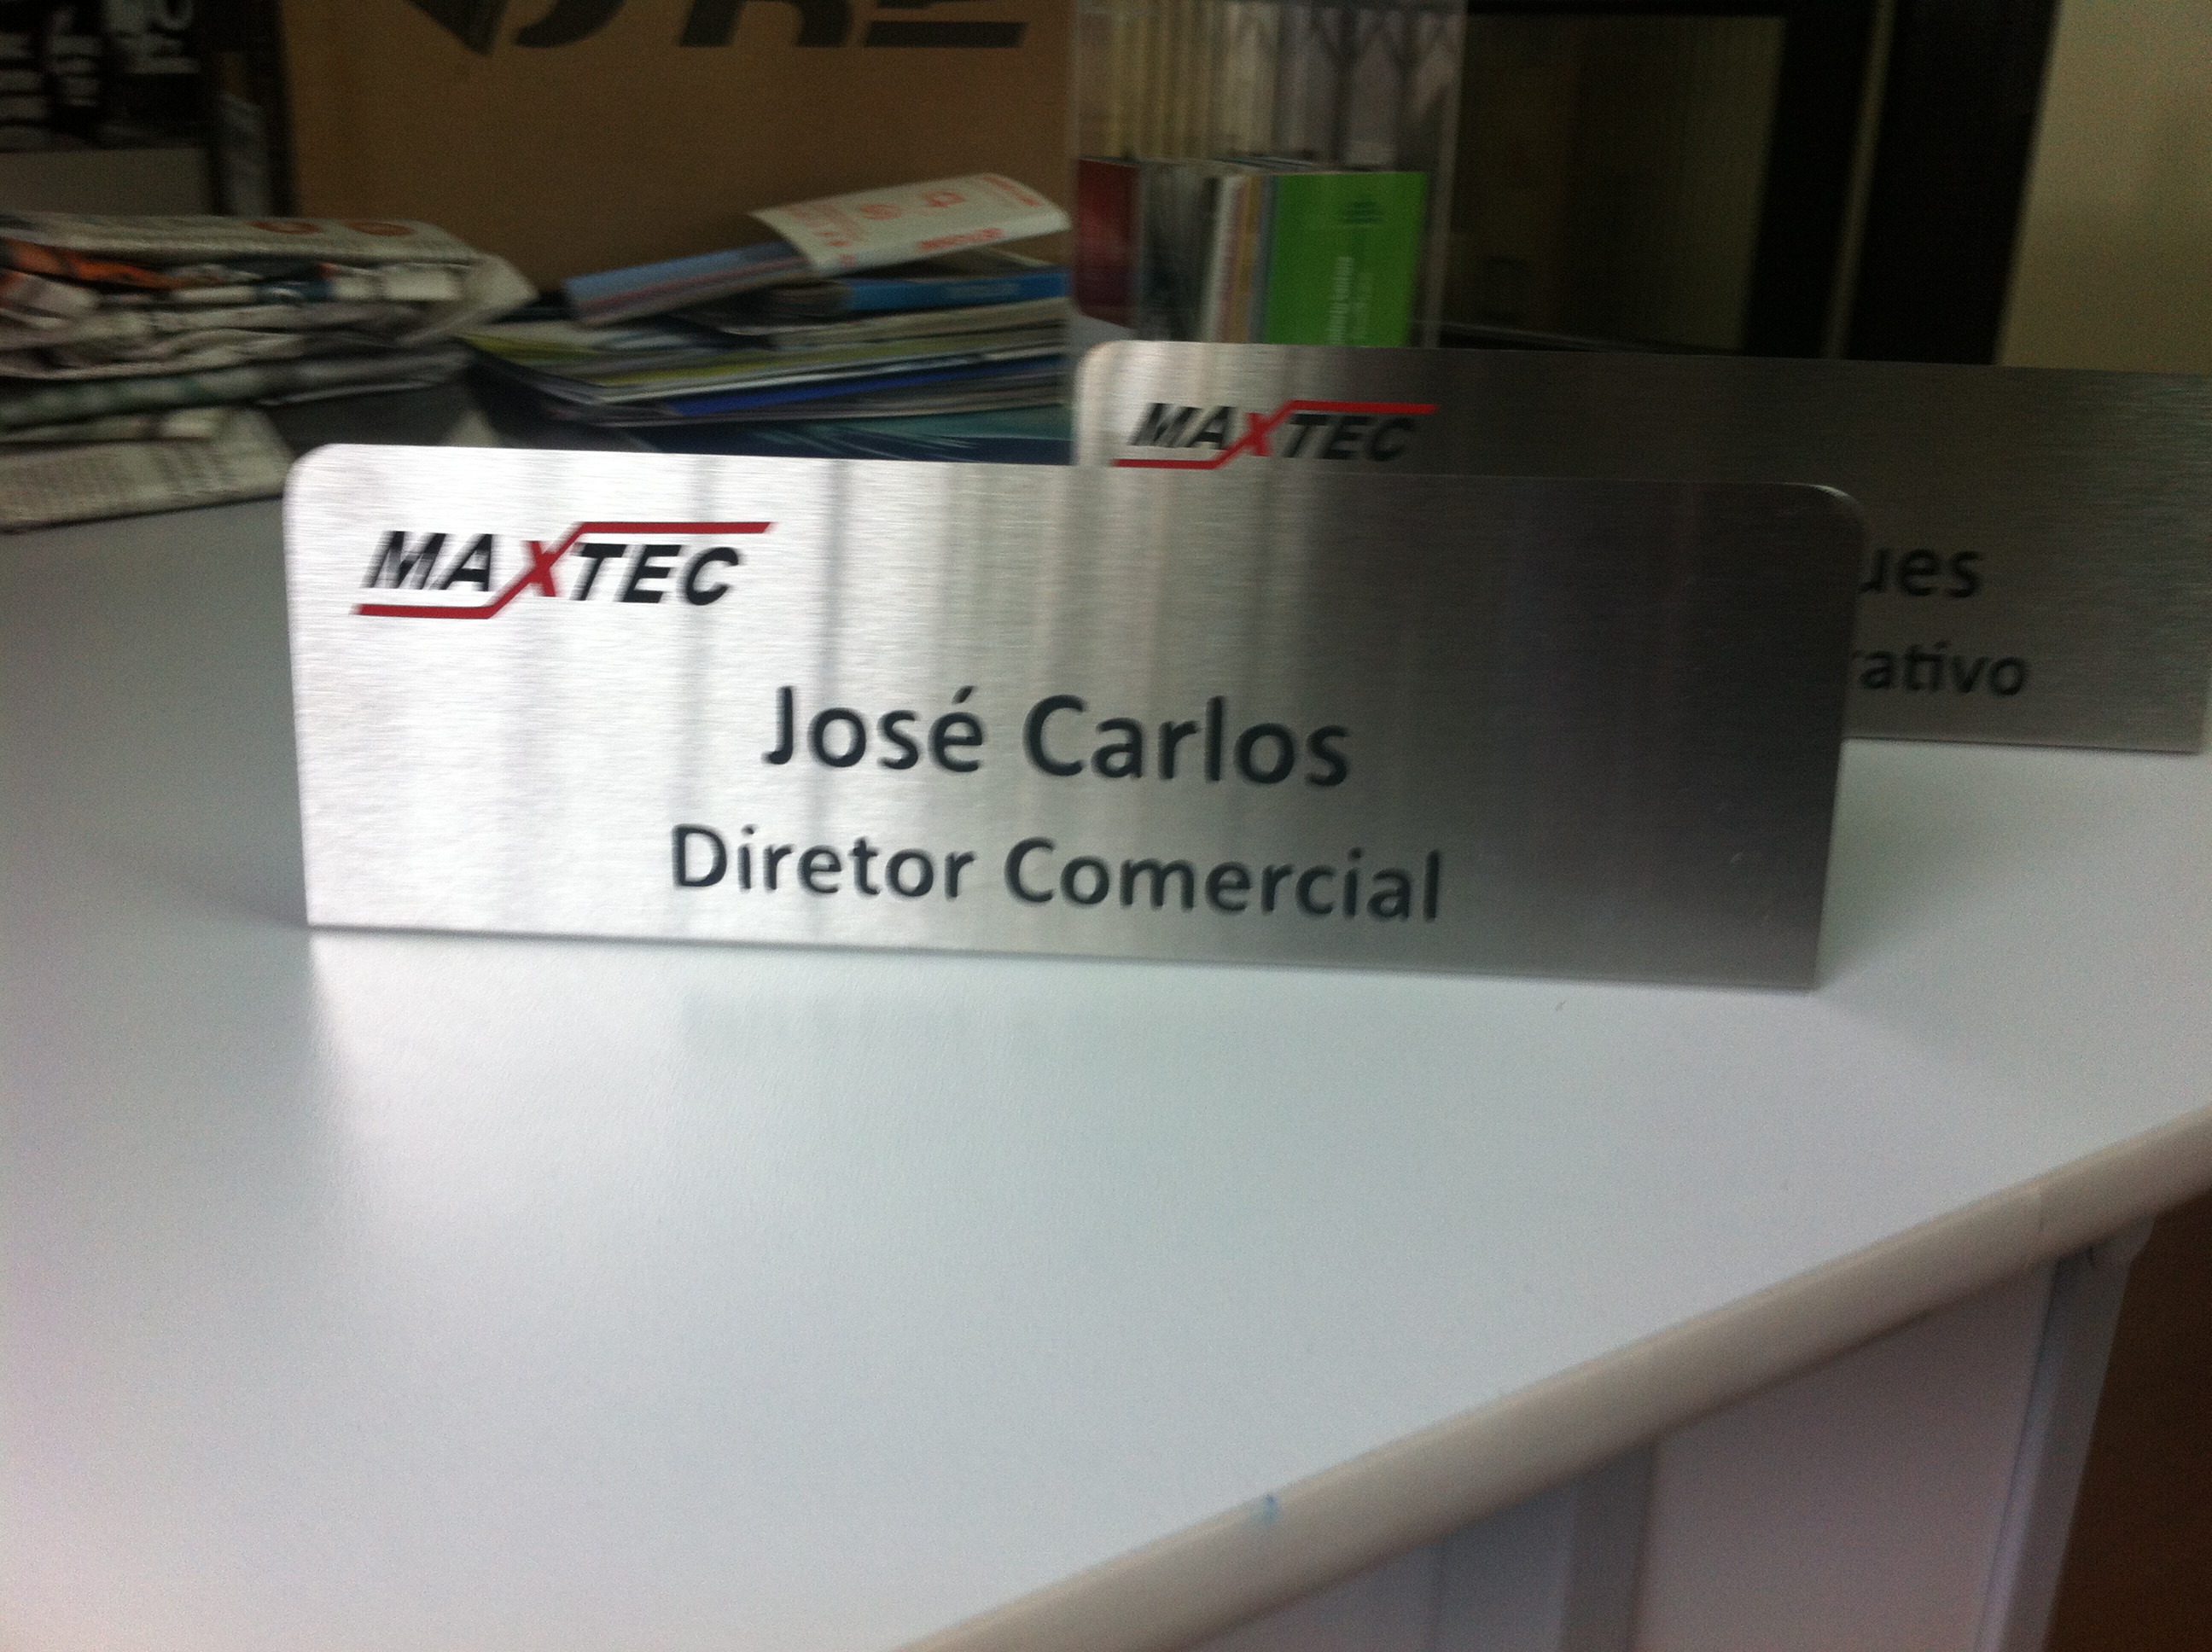 MAXTEC
José Carlos
Diretor Comercial
MAXTEC
ues
rativo